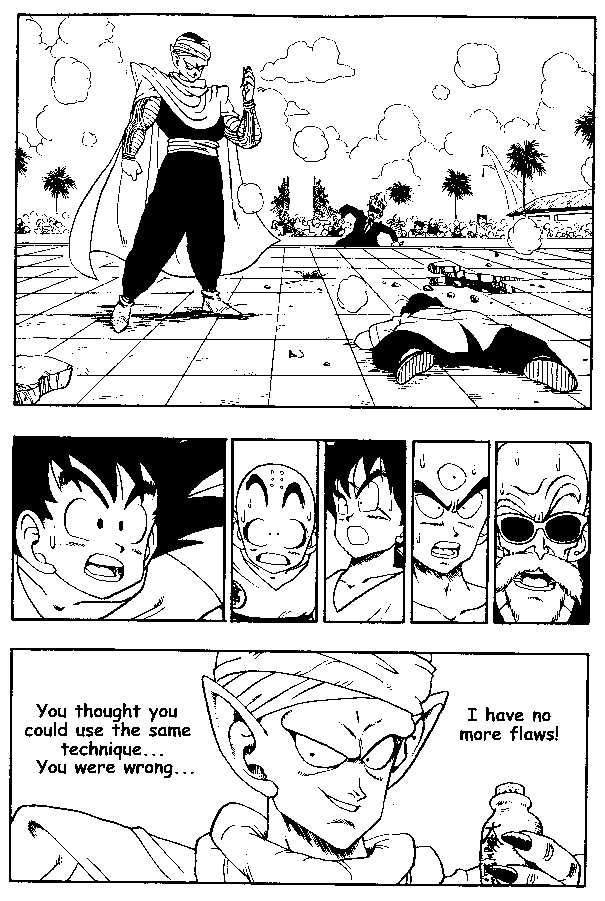 You thought you
could use the same
technique...
You were wrong...
I have no
more flaws!